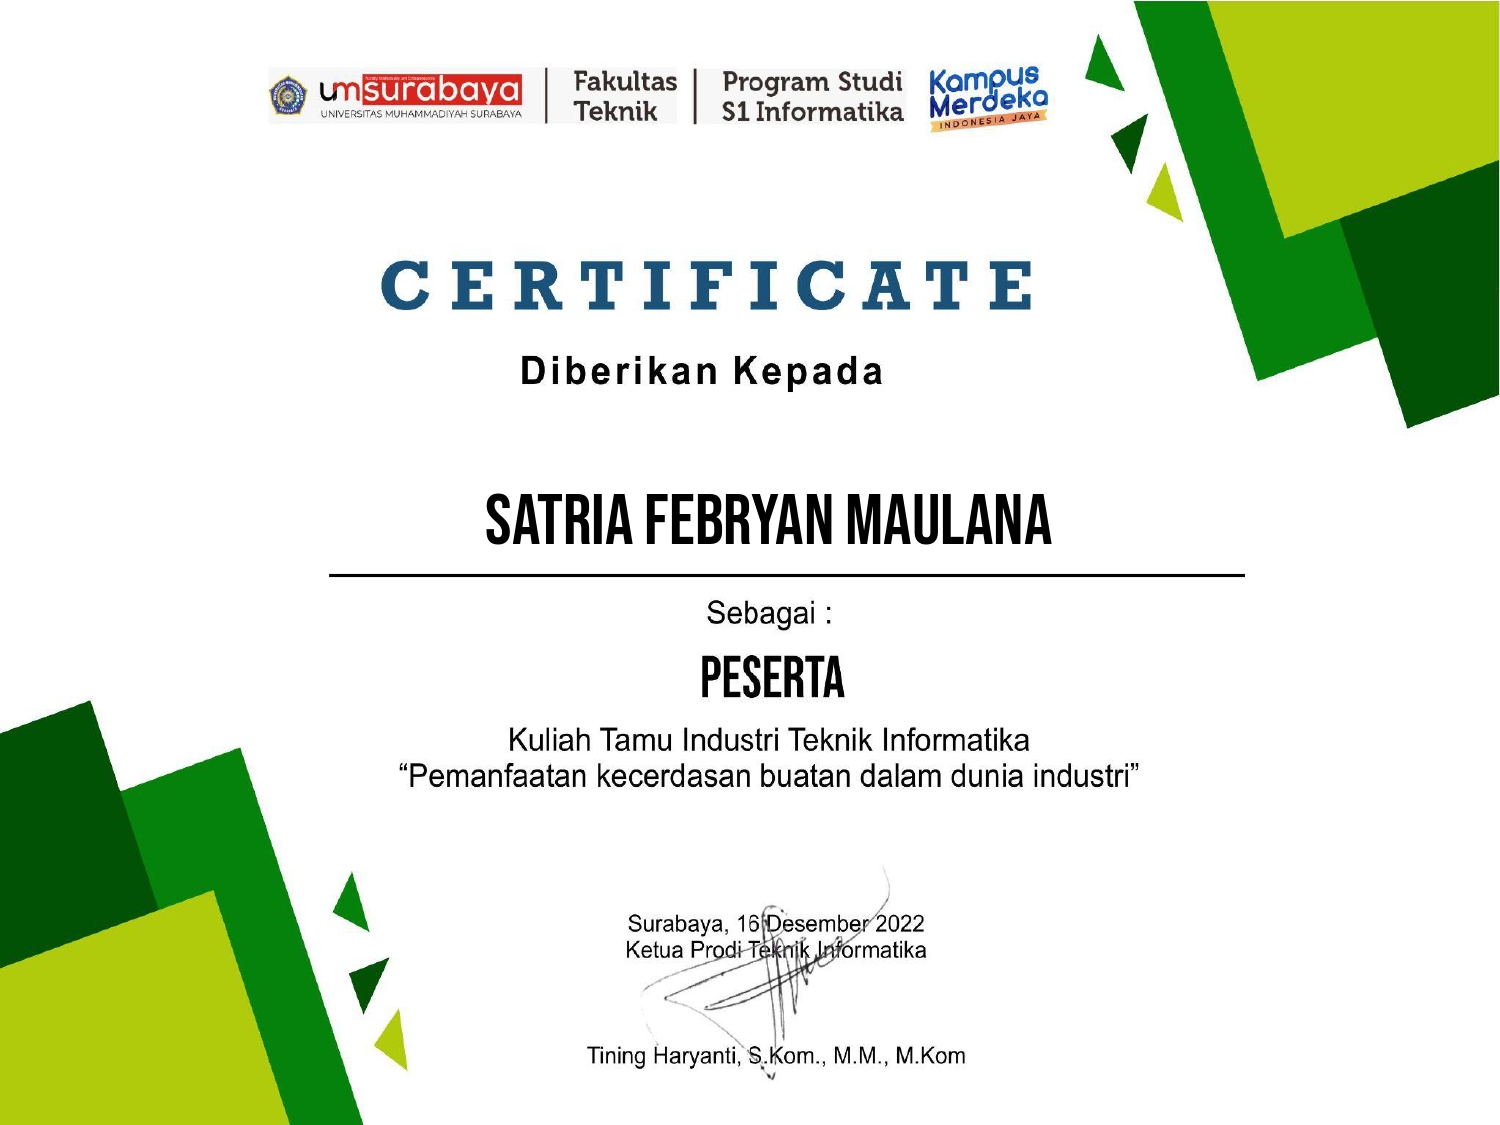 umsurabaya
UNIVERSITAS MUHAMMADIYAH SURABAYA
Fakultas
Teknik
Program Studi
S1 Informatika
Kampus
Merdeka
INDONESIA JAYA
CERTIFICATE
Diberikan Kepada
SATRIA FEBRYAN MAULANA
Sebagai :
PESERTA
Kuliah Tamu Industri Teknik Informatika
“Pemanfaatan kecerdasan buatan dalam dunia industri”
Surabaya, 16 Desember 2022
Ketua Prodi Teknik Informatika
Tining Haryanti, S.Kom., M.M., M.Kom